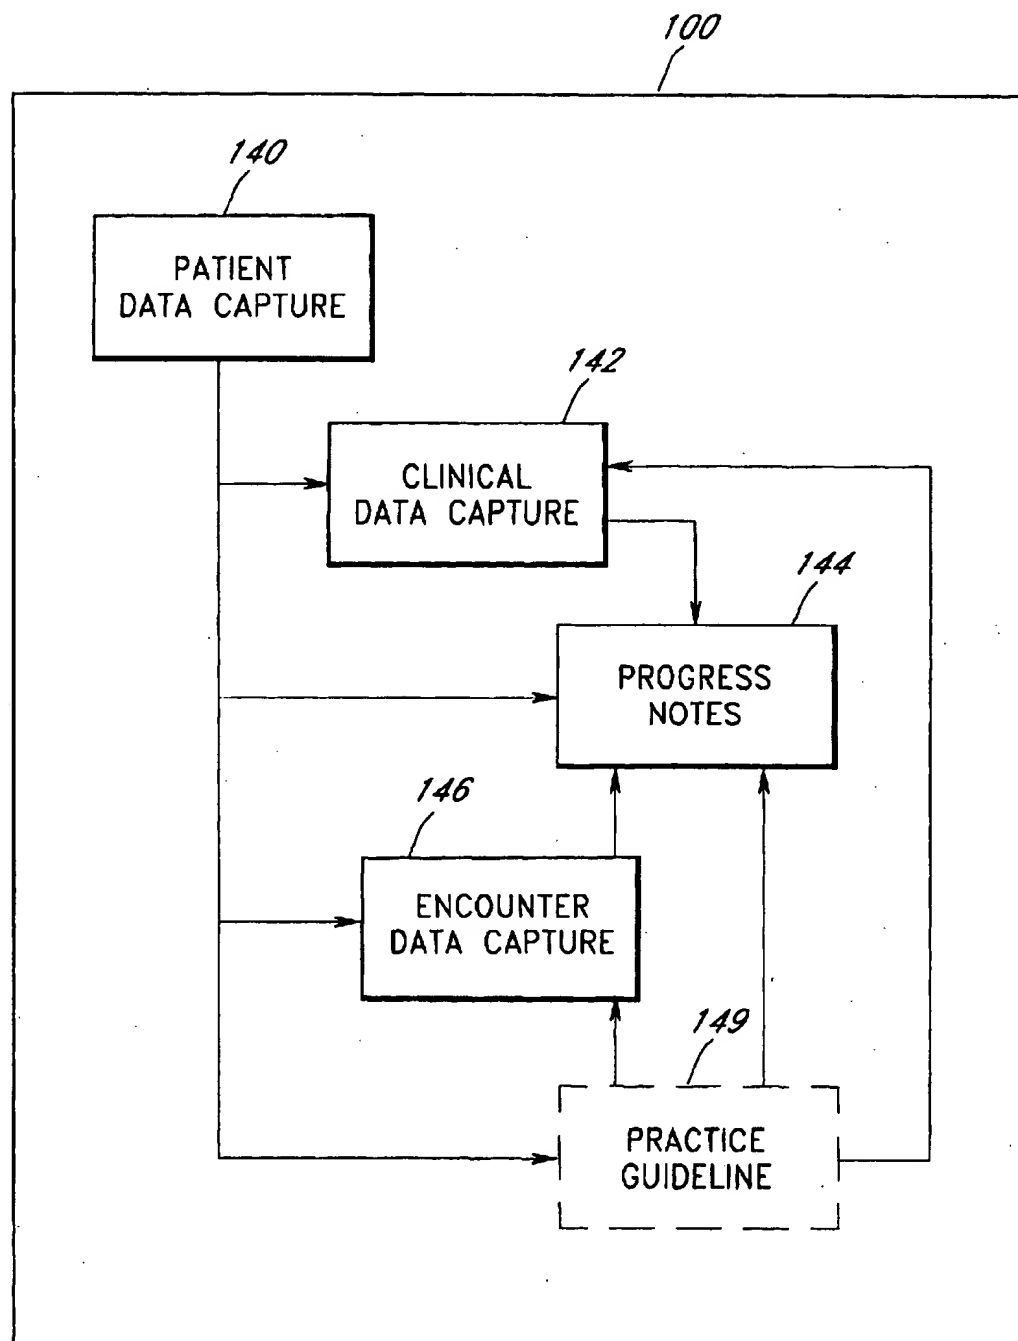 100
140
PATIENT
DATA CAPTURE
142
CLINICAL
DATA CAPTURE
144
PROGRESS
NOTES
146
ENCOUNTER
DATA CAPTURE
149
PRACTICE
GUIDELINE